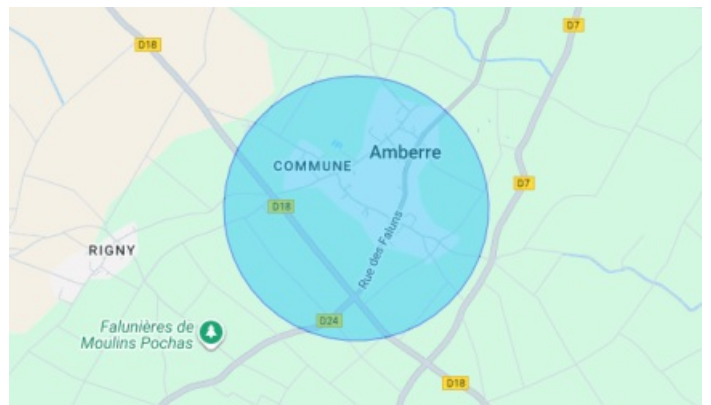 D7
D18
Amberre
COMMUNE
D7
D18
Rue des Faluns
RIGNY
D24
Falunières de
Moulins Pochas
D18